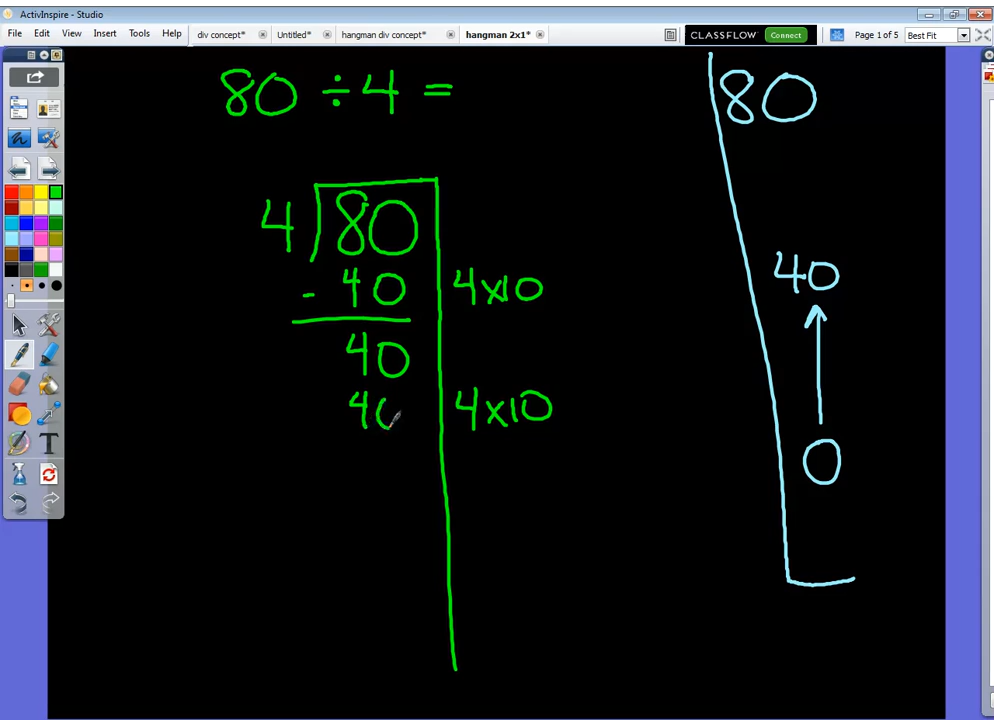 ActivInspire - Studio
File Edit View Insert Tools Help
CLASSFLOW Connect
Page 1 of 5 Best Fit
div concept* Untitled* hangman div concept* hangman 2x1*
80 ÷ 4 =
4 80
- 40 4x10
40
40 4x10
80
40
0